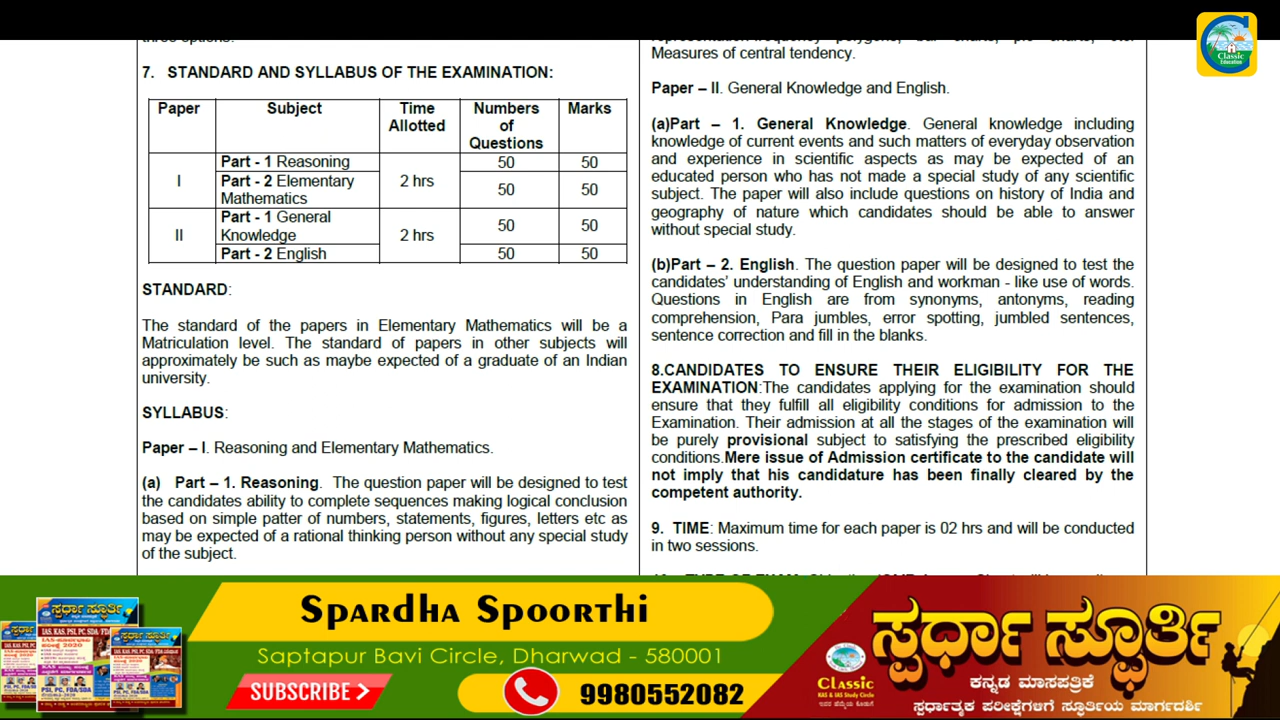 7. STANDARD AND SYLLABUS OF THE EXAMINATION:
Paper Subject Time Allotted Numbers of Questions Marks
I Part - 1 Reasoning 2 hrs 50 50
Part - 2 Elementary Mathematics 50 50
II Part - 1 General Knowledge 2 hrs 50 50
Part - 2 English 50 50
STANDARD:
The standard of the papers in Elementary Mathematics will be a
Matriculation level. The standard of papers in other subjects will
approximately be such as maybe expected of a graduate of an Indian
university.
SYLLABUS:
Paper – I. Reasoning and Elementary Mathematics.
(a) Part – 1. Reasoning. The question paper will be designed to test
the candidates ability to complete sequences making logical conclusion
based on simple patter of numbers, statements, figures, letters etc as
may be expected of a rational thinking person without any special study
of the subject.
Measures of central tendency.
Paper – II. General Knowledge and English.
(a)Part – 1. General Knowledge. General knowledge including
knowledge of current events and such matters of everyday observation
and experience in scientific aspects as may be expected of an
educated person who has not made a special study of any scientific
subject. The paper will also include questions on history of India and
geography of nature which candidates should be able to answer
without special study.
(b)Part – 2. English. The question paper will be designed to test the
candidates' understanding of English and workman - like use of words.
Questions in English are from synonyms, antonyms, reading
comprehension, Para jumbles, error spotting, jumbled sentences,
sentence correction and fill in the blanks.
8.CANDIDATES TO ENSURE THEIR ELIGIBILITY FOR THE
EXAMINATION:The candidates applying for the examination should
ensure that they fulfill all eligibility conditions for admission to the
Examination. Their admission at all the stages of the examination will
be purely provisional subject to satisfying the prescribed eligibility
conditions.Mere issue of Admission certificate to the candidate will
not imply that his candidature has been finally cleared by the
competent authority.
9. TIME: Maximum time for each paper is 02 hrs and will be conducted
in two sessions.
Classic
Education
Spardha Spoorthi
Saptapur Bavi Circle, Dharwad - 580001
SUBSCRIBE >
9980552082
ಸ್ಪರ್ಧಾ ಸ್ಫೂರ್ತಿ
ಕನ್ನಡ ಮಾಸಪತ್ರಿಕೆ
ಸ್ಪರ್ಧಾತ್ಮಕ ಪರೀಕ್ಷೆಗಳಿಗೆ ಸ್ಫೂರ್ತಿಯ ಮಾರ್ಗದರ್ಶಿ
Classic
KAS & IAS Study Circle